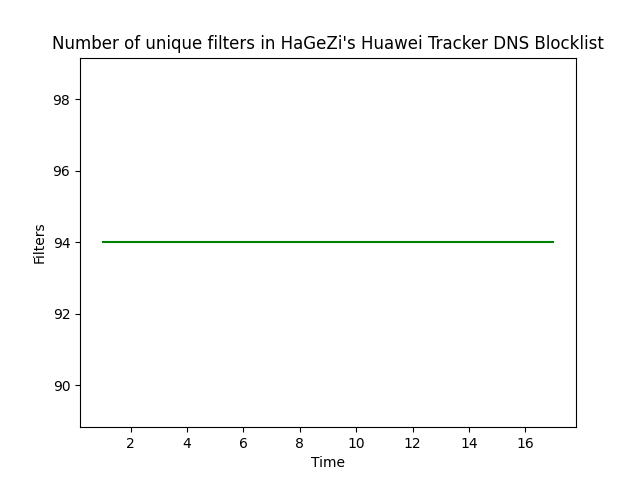 Number of unique filters in HaGeZi's Huawei Tracker DNS Blocklist
98
96
94
92
90
Filters
2 4 6 8 10 12 14 16
Time